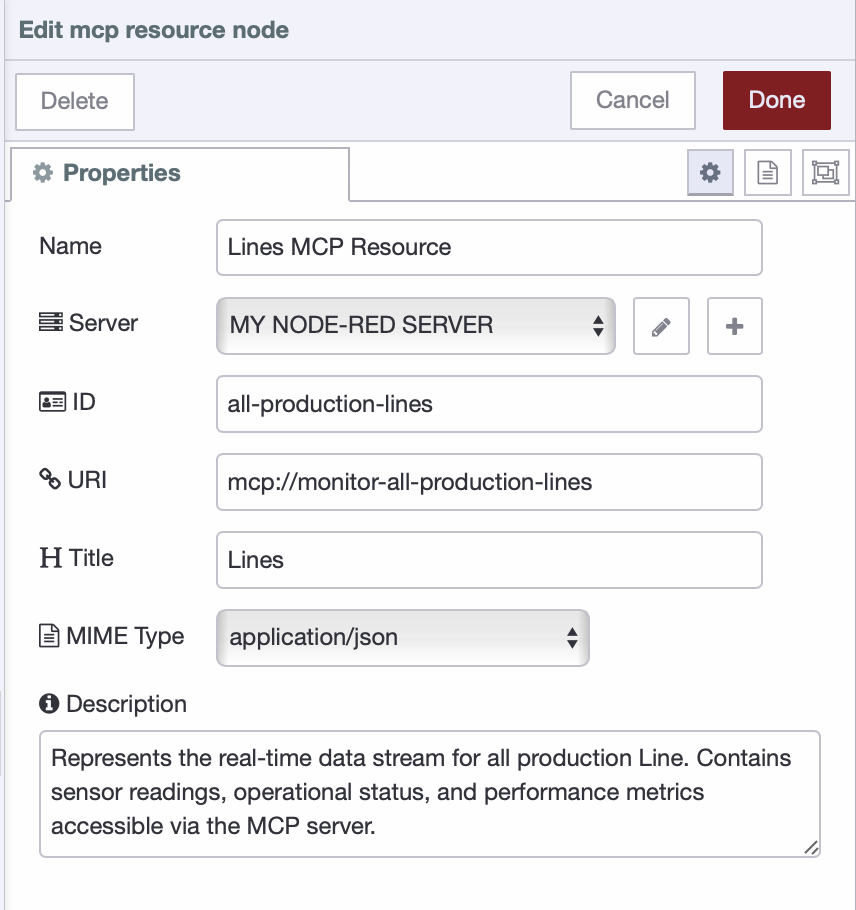 Edit mcp resource node
Delete
Cancel
Done
Properties
Name
Lines MCP Resource
Server
MY NODE-RED SERVER
ID
all-production-lines
URI
mcp://monitor-all-production-lines
Title
Lines
MIME Type
application/json
Description
Represents the real-time data stream for all production Line. Contains
sensor readings, operational status, and performance metrics
accessible via the MCP server.